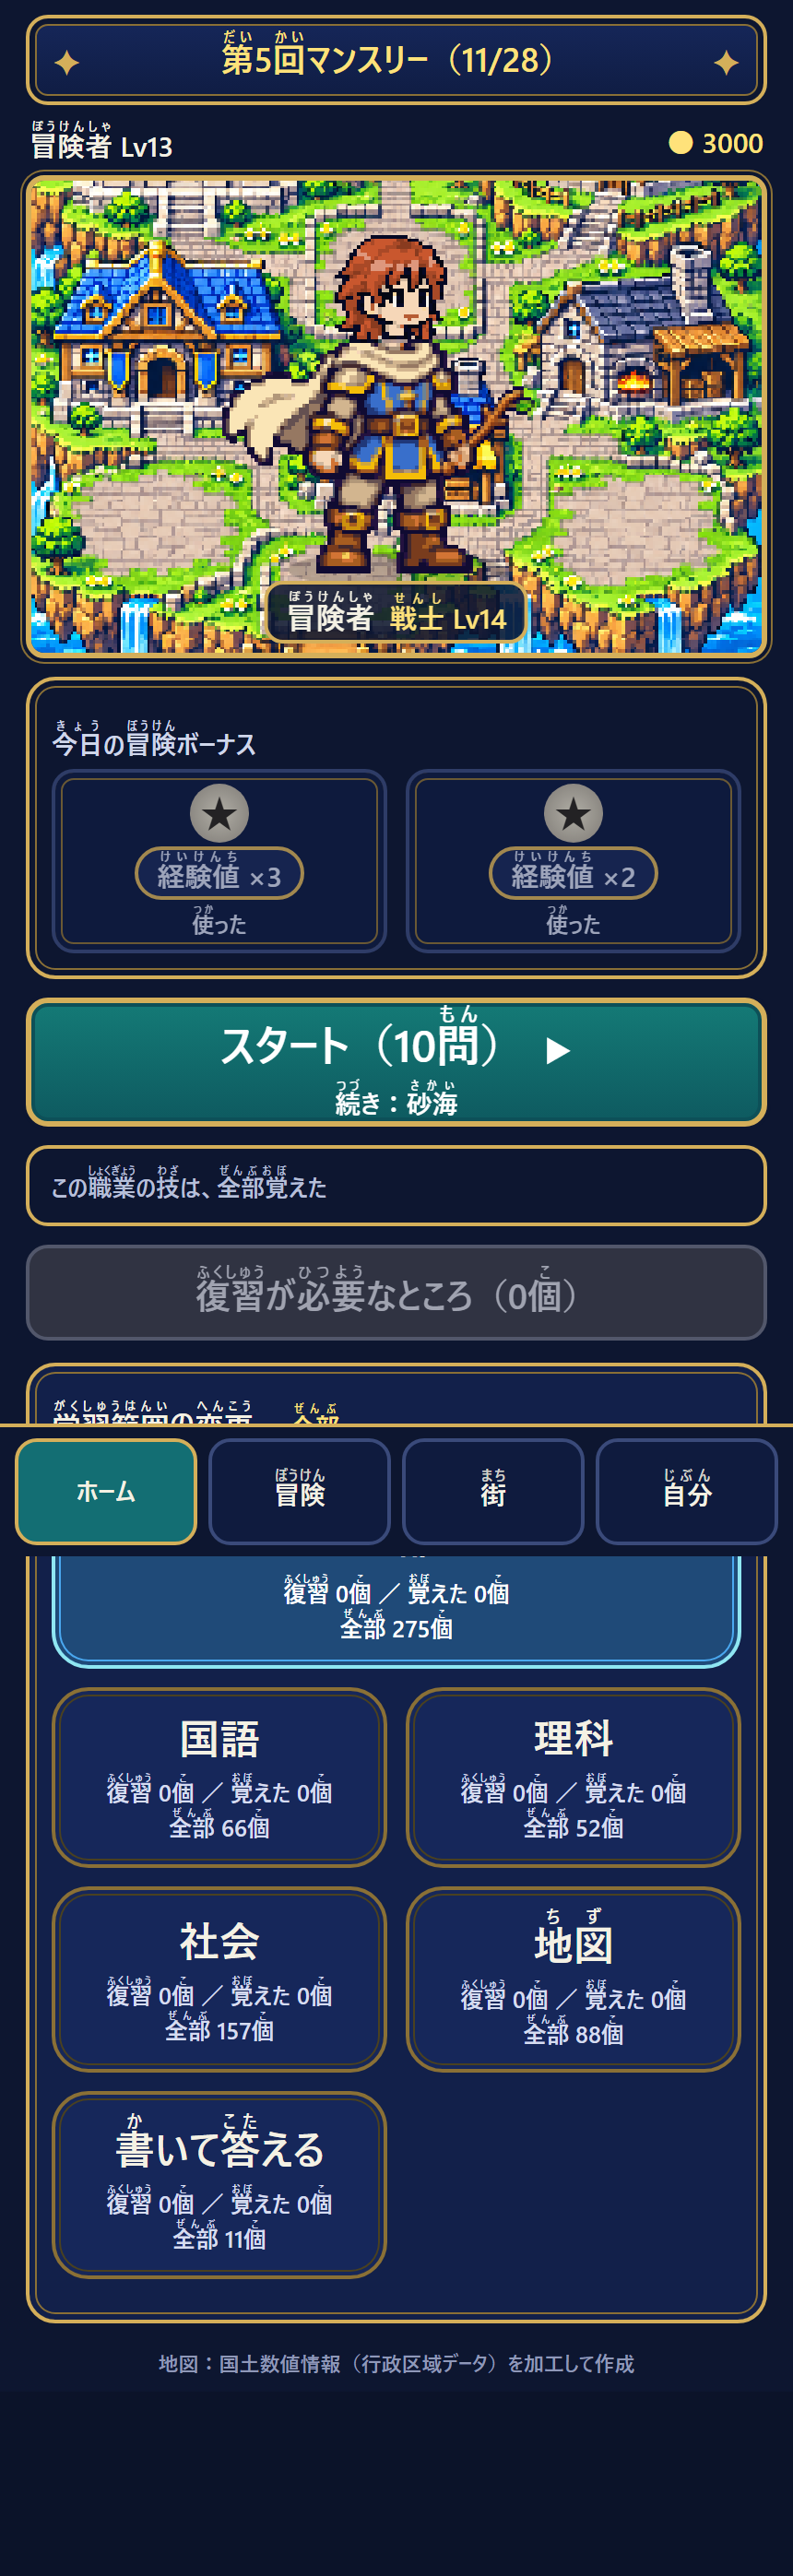 第5回マンスリー（11/28）
冒険者 Lv13
3000
冒険者 戦士 Lv14
今日の冒険ボーナス
経験値 ×3
使った
経験値 ×2
使った
スタート（10問） ▶
続き：砂海
この職業の技は、全部覚えた
復習が必要なところ（0個）
学習範囲の変更 全部
ホーム
冒険
街
自分
復習 0個 ／ 覚えた 0個
全部 275個
国語
復習 0個 ／ 覚えた 0個
全部 66個
理科
復習 0個 ／ 覚えた 0個
全部 52個
社会
復習 0個 ／ 覚えた 0個
全部 157個
地図
復習 0個 ／ 覚えた 0個
全部 88個
書いて答える
復習 0個 ／ 覚えた 0個
全部 11個
地図：国土数値情報（行政区域データ）を加工して作成